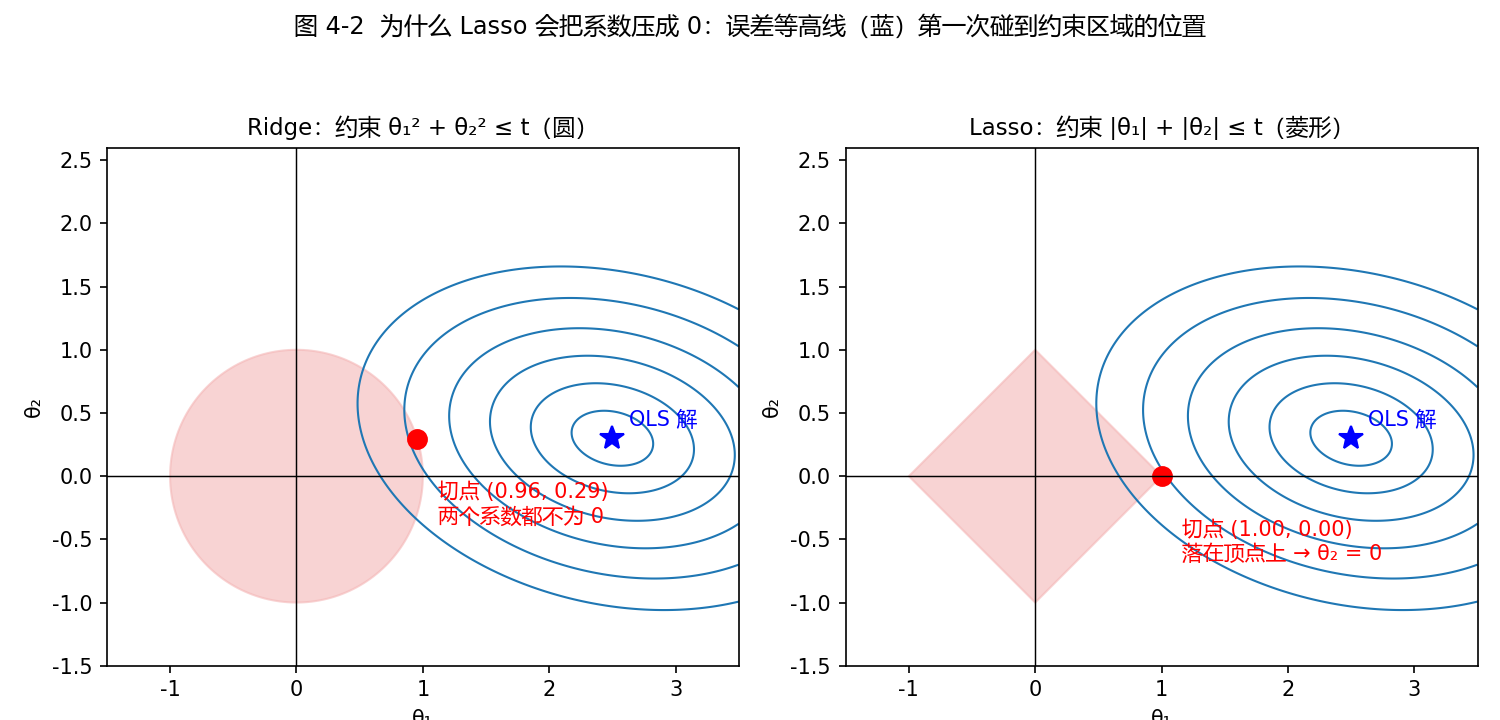 图 4-2 为什么 Lasso 会把系数压成 0：误差等高线（蓝）第一次碰到约束区域的位置
Ridge：约束 θ₁² + θ₂² ≤ t（圆）
2.5
2.0
1.5
1.0
0.5
0.0
-0.5
-1.0
-1.5
θ₂
OLS 解
切点 (0.96, 0.29)
两个系数都不为 0
-1
0
1
2
3
θ₁
Lasso：约束 |θ₁| + |θ₂| ≤ t（菱形）
2.5
2.0
1.5
1.0
0.5
0.0
-0.5
-1.0
-1.5
θ₂
OLS 解
切点 (1.00, 0.00)
落在顶点上 → θ₂ = 0
-1
0
1
2
3
θ₁